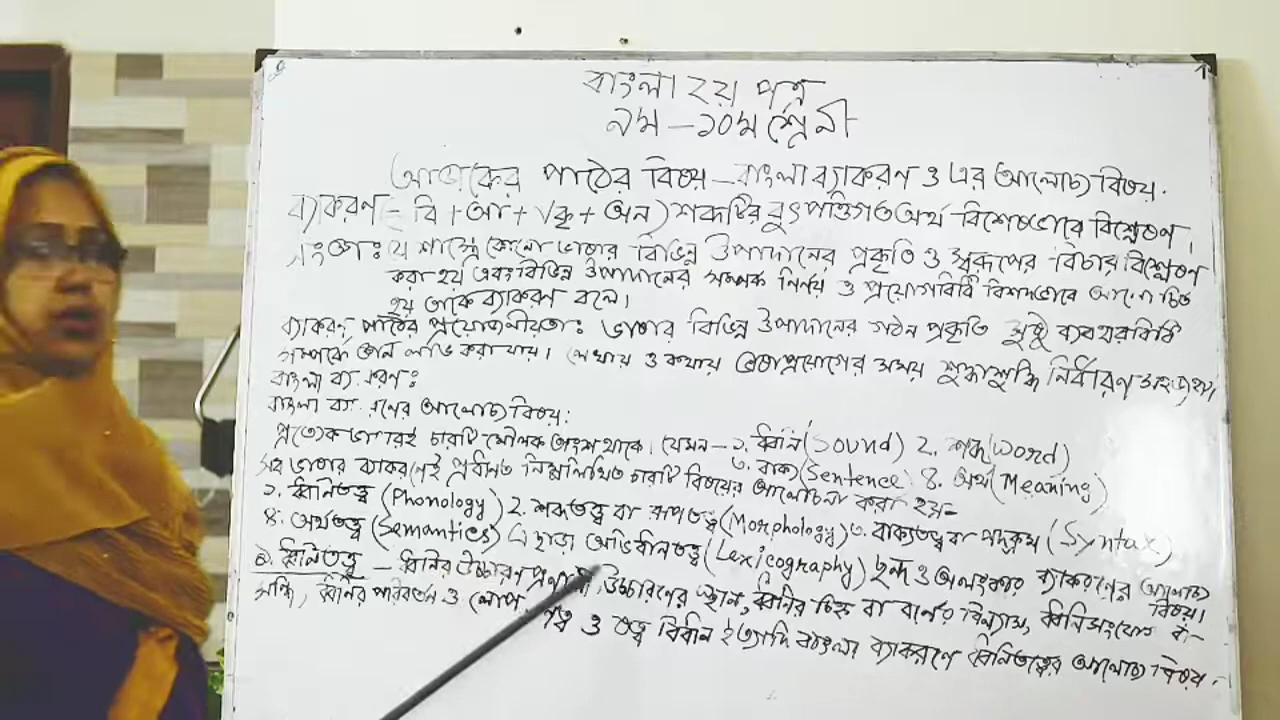 বাংলা ২য় পত্র
নবম – ১০ম শ্রেনী
আজকের পাঠের বিষয় – বাংলা ব্যাকরণ ও এর আলোচ্য বিষয়.
ব্যাকরণ = বি + আ + √কৃ + অন) শব্দটির বুৎপত্তিগত অর্থ বিশেষভাবে বিশ্লেষণ।
সংজ্ঞাঃ যে শাস্ত্রে কোনো ভাষার বিভিন্ন উপাদানের প্রকৃতি ও স্বরূপের বিচার বিশ্লেষণ
করা হয় এবং বিভিন্ন উপাদানের সম্পর্ক নির্ণয় ও প্রয়োগবিধি বিশদভাবে আলোচিত
হয় তাকে ব্যাকরণ বলে।
ব্যাকরণ পাঠের প্রয়োজনীয়তাঃ ভাষার বিভিন্ন উপাদানের গঠন প্রকৃতি সুষ্ঠু ব্যবহারবিধি
সম্পর্কে জ্ঞান লাভ করা যায়। লেখায় ও কথায় ভাষা প্রয়োগের সময় শুদ্ধাশুদ্ধি নির্ধারণ সহজ হয়।
বাংলা ব্যাকরণঃ
বাংলা ব্যাকরণের আলোচ্য বিষয়:
প্রত্যেক ভাষারই চারটি মৌলিক অংশ থাকে। যেমন – ১. ধ্বনি (Sound) ২. শব্দ (Word)
৩. বাক্য (Sentence) ৪. অর্থ (Meaning)
সব ভাষার ব্যাকরণেই প্রধানত নিম্নলিখিত চারটি বিষয়ের আলোচনা করা হয়–
১. ধ্বনিতত্ত্ব (Phonology) ২. শব্দতত্ত্ব বা রূপতত্ত্ব (Morphology) ৩. বাক্যতত্ত্ব বা পদক্রম (Syntax)
৪. অর্থতত্ত্ব (Semantics) এ ছাড়া অভিধানতত্ত্ব (Lexicography) ছন্দ ও অলংকার ব্যাকরণের আলোচ্য বিষয়।
ধ্বনিতত্ত্ব – ধ্বনির উচ্চারণ প্রণালী, উচ্চারণের স্থান, ধ্বনির চিহ্ন বা বর্ণের বিন্যাস, ধ্বনিসংযোগ বা–
সন্ধি, ধ্বনির পরিবর্তন ও লোপ, ণত্ব ও ষত্ব বিধান ইত্যাদি বাংলা ব্যাকরণে ধ্বনিতত্ত্বের আলোচ্য বিষয়.